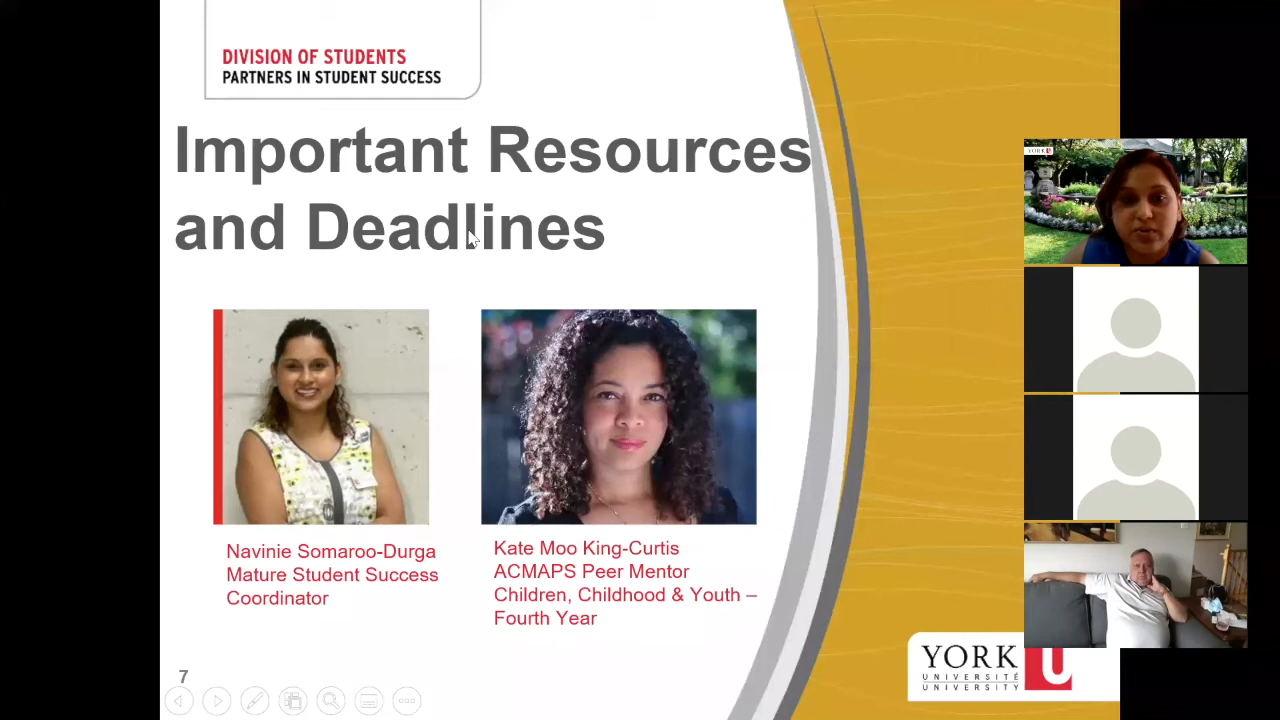 DIVISION OF STUDENTS
PARTNERS IN STUDENT SUCCESS
Important Resources
and Deadlines
Navinie Somaroo-Durga
Mature Student Success
Coordinator
Kate Moo King-Curtis
ACMAPS Peer Mentor
Children, Childhood & Youth –
Fourth Year
7
YORK U
UNIVERSITÉ
UNIVERSITY
YORK U